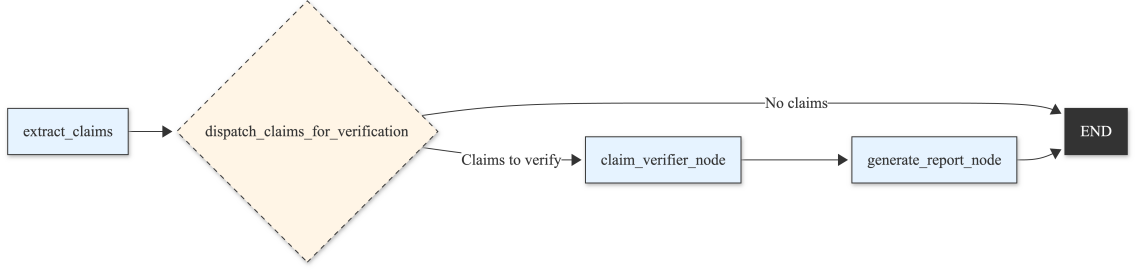 extract_claims
dispatch_claims_for_verification
No claims
Claims to verify
claim_verifier_node
generate_report_node
END